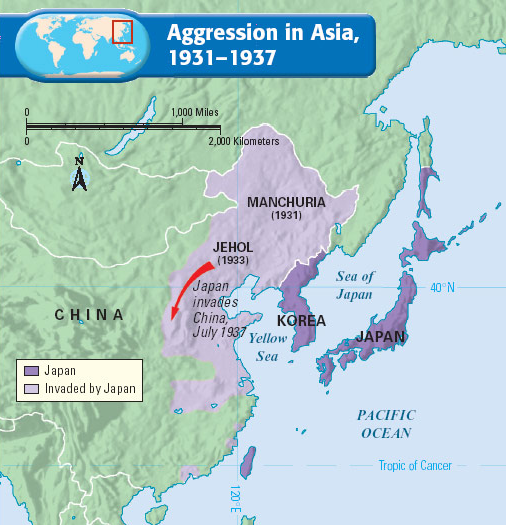 Aggression in Asia,
1931–1937
0
1,000 Miles
0
2,000 Kilometers
N
MANCHURIA
(1931)
JEHOL
(1933)
Japan
invades
China,
July 1937
Sea of
Japan
40°N
CHINA
KOREA
JAPAN
Yellow
Sea
Japan
Invaded by Japan
PACIFIC
OCEAN
Tropic of Cancer
120°E